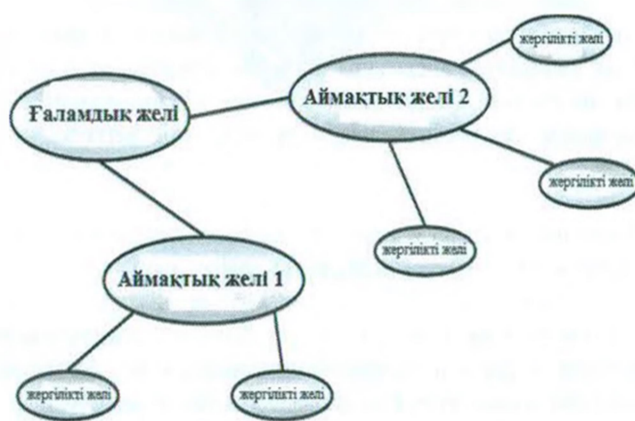 жергілікті желі
Ғаламдық желі
Аймақтық желі 2
жергілікті желі
жергілікті желі
Аймақтық желі 1
жергілікті желі
жергілікті желі